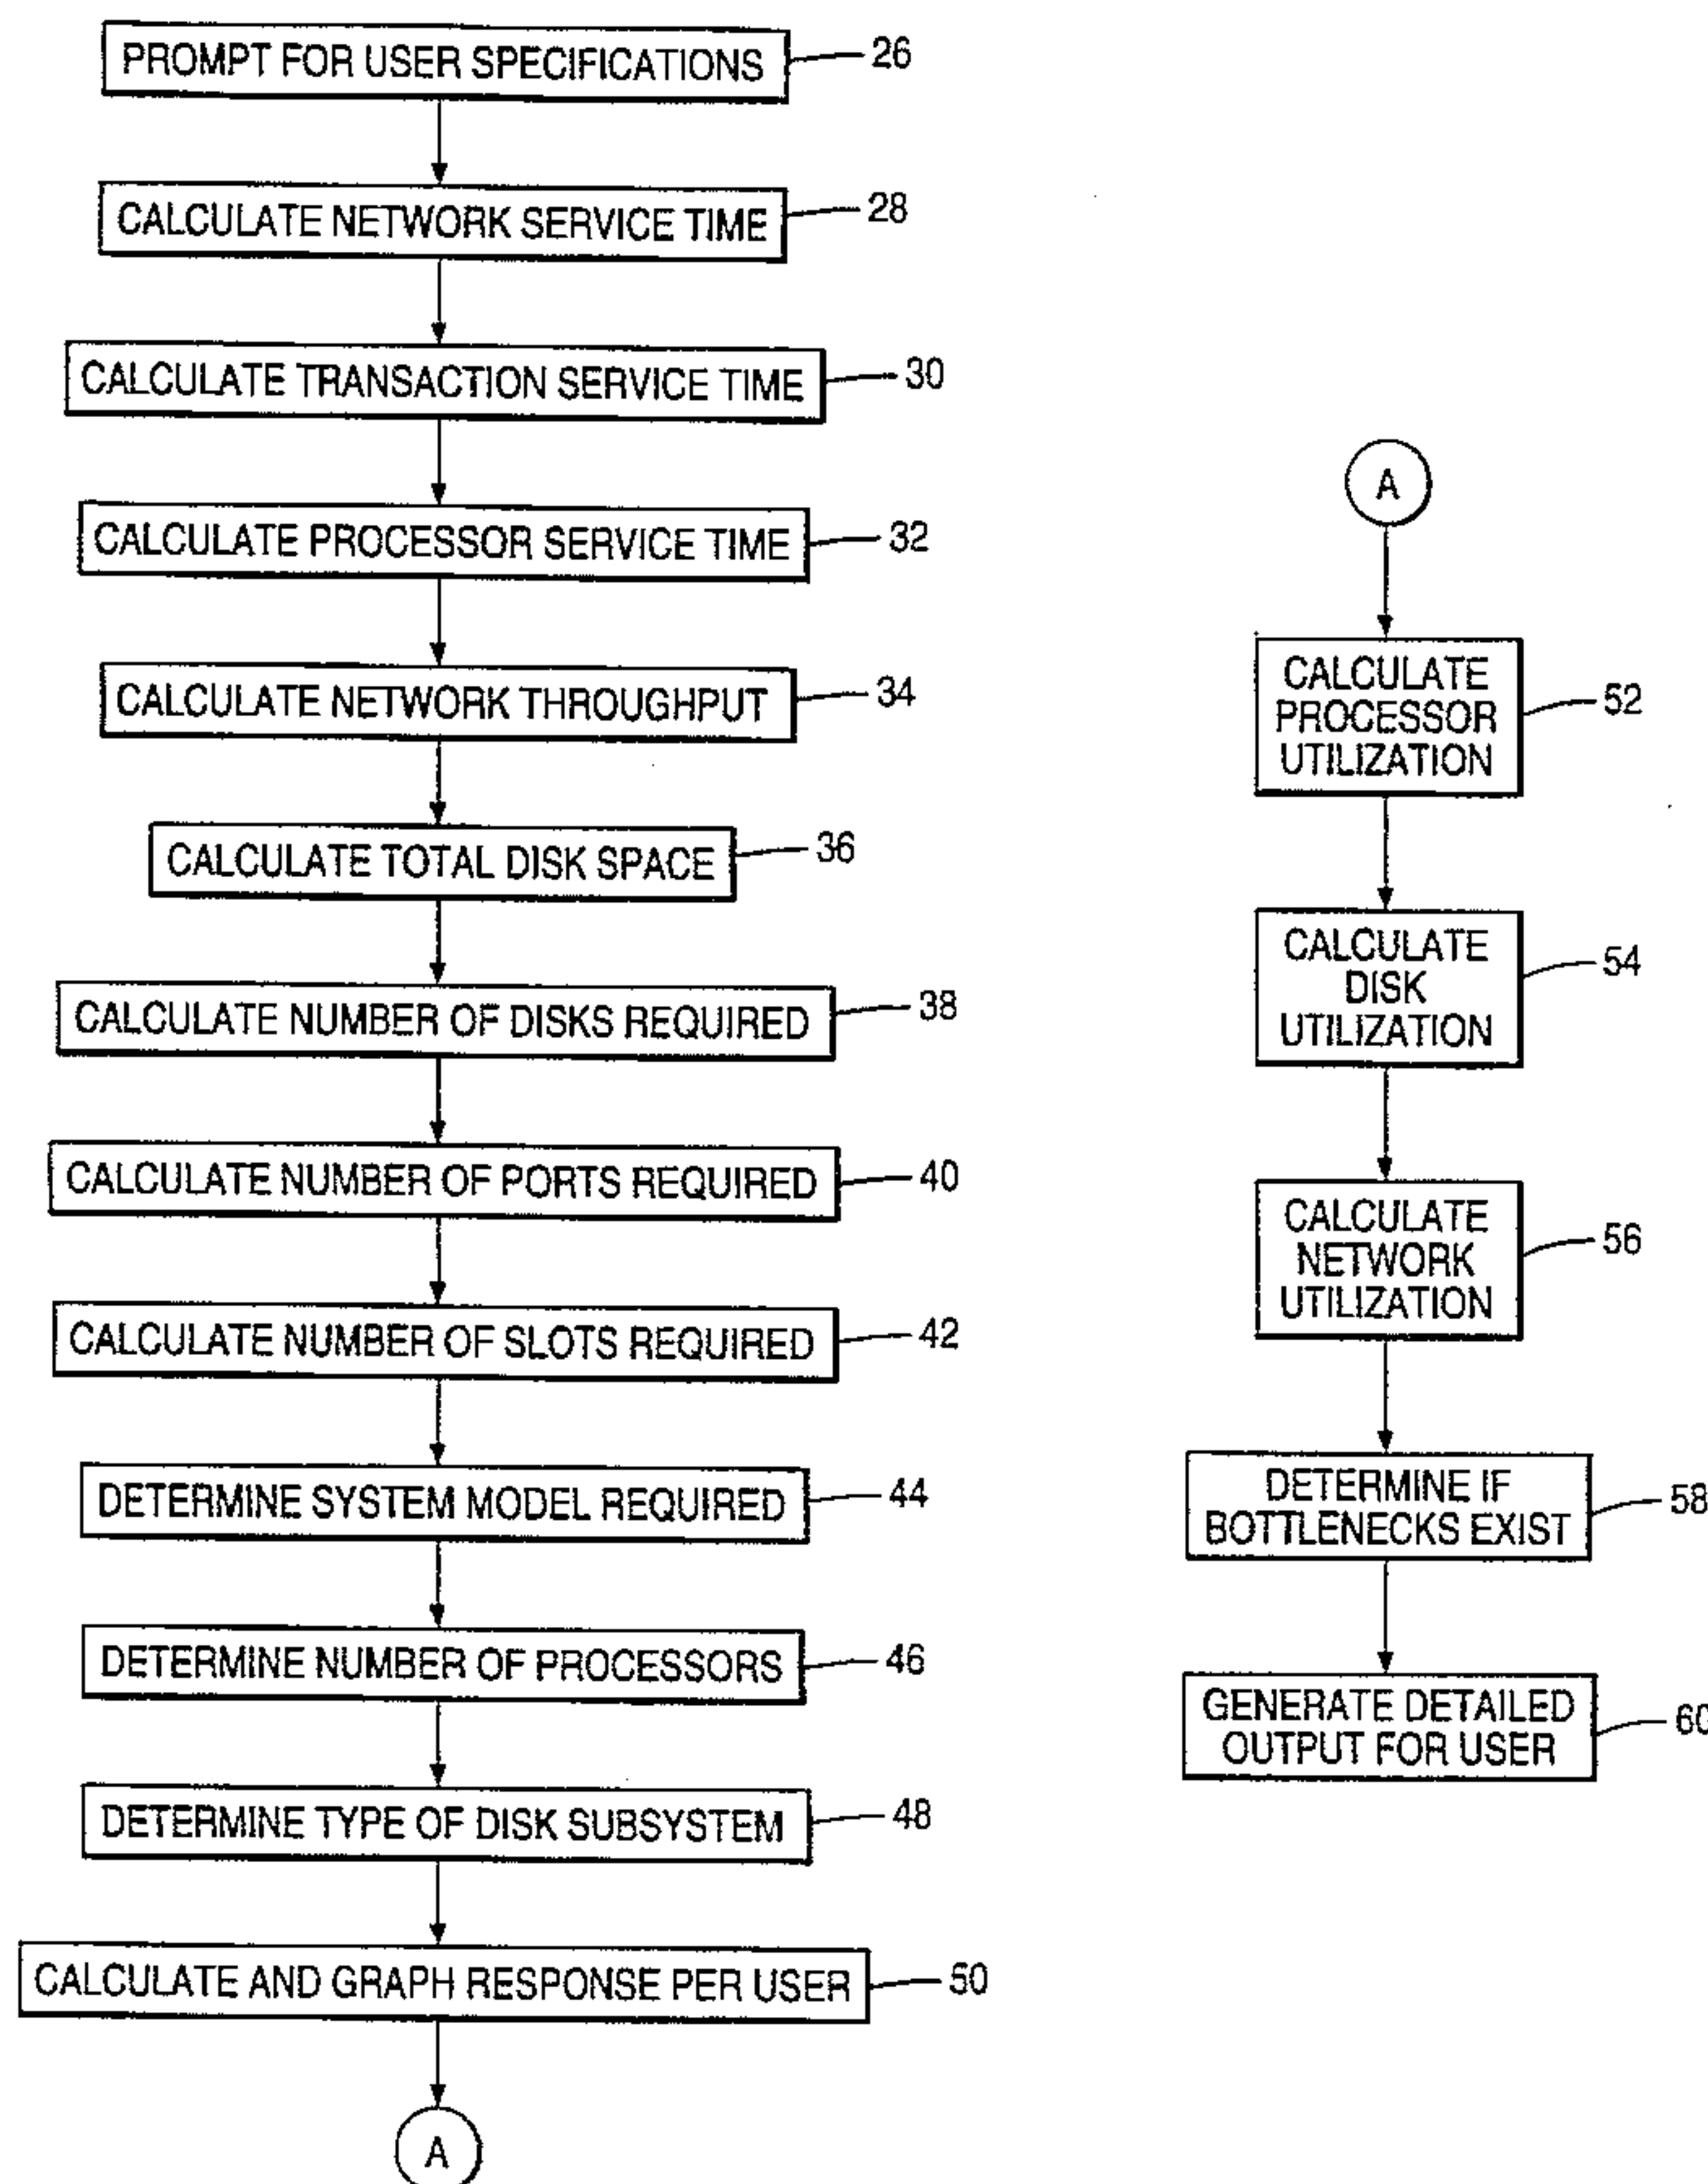 PROMPT FOR USER SPECIFICATIONS 26
CALCULATE NETWORK SERVICE TIME 28
CALCULATE TRANSACTION SERVICE TIME 30
CALCULATE PROCESSOR SERVICE TIME 32
CALCULATE NETWORK THROUGHPUT 34
CALCULATE TOTAL DISK SPACE 36
CALCULATE NUMBER OF DISKS REQUIRED 38
CALCULATE NUMBER OF PORTS REQUIRED 40
CALCULATE NUMBER OF SLOTS REQUIRED 42
DETERMINE SYSTEM MODEL REQUIRED 44
DETERMINE NUMBER OF PROCESSORS 46
DETERMINE TYPE OF DISK SUBSYSTEM 48
CALCULATE AND GRAPH RESPONSE PER USER 50
A
A
CALCULATE
PROCESSOR 52
UTILIZATION
CALCULATE 54
DISK
UTILIZATION
CALCULATE
NETWORK 56
UTILIZATION
DETERMINE IF 58
BOTTLENECKS EXIST
GENERATE DETAILED 60
OUTPUT FOR USER